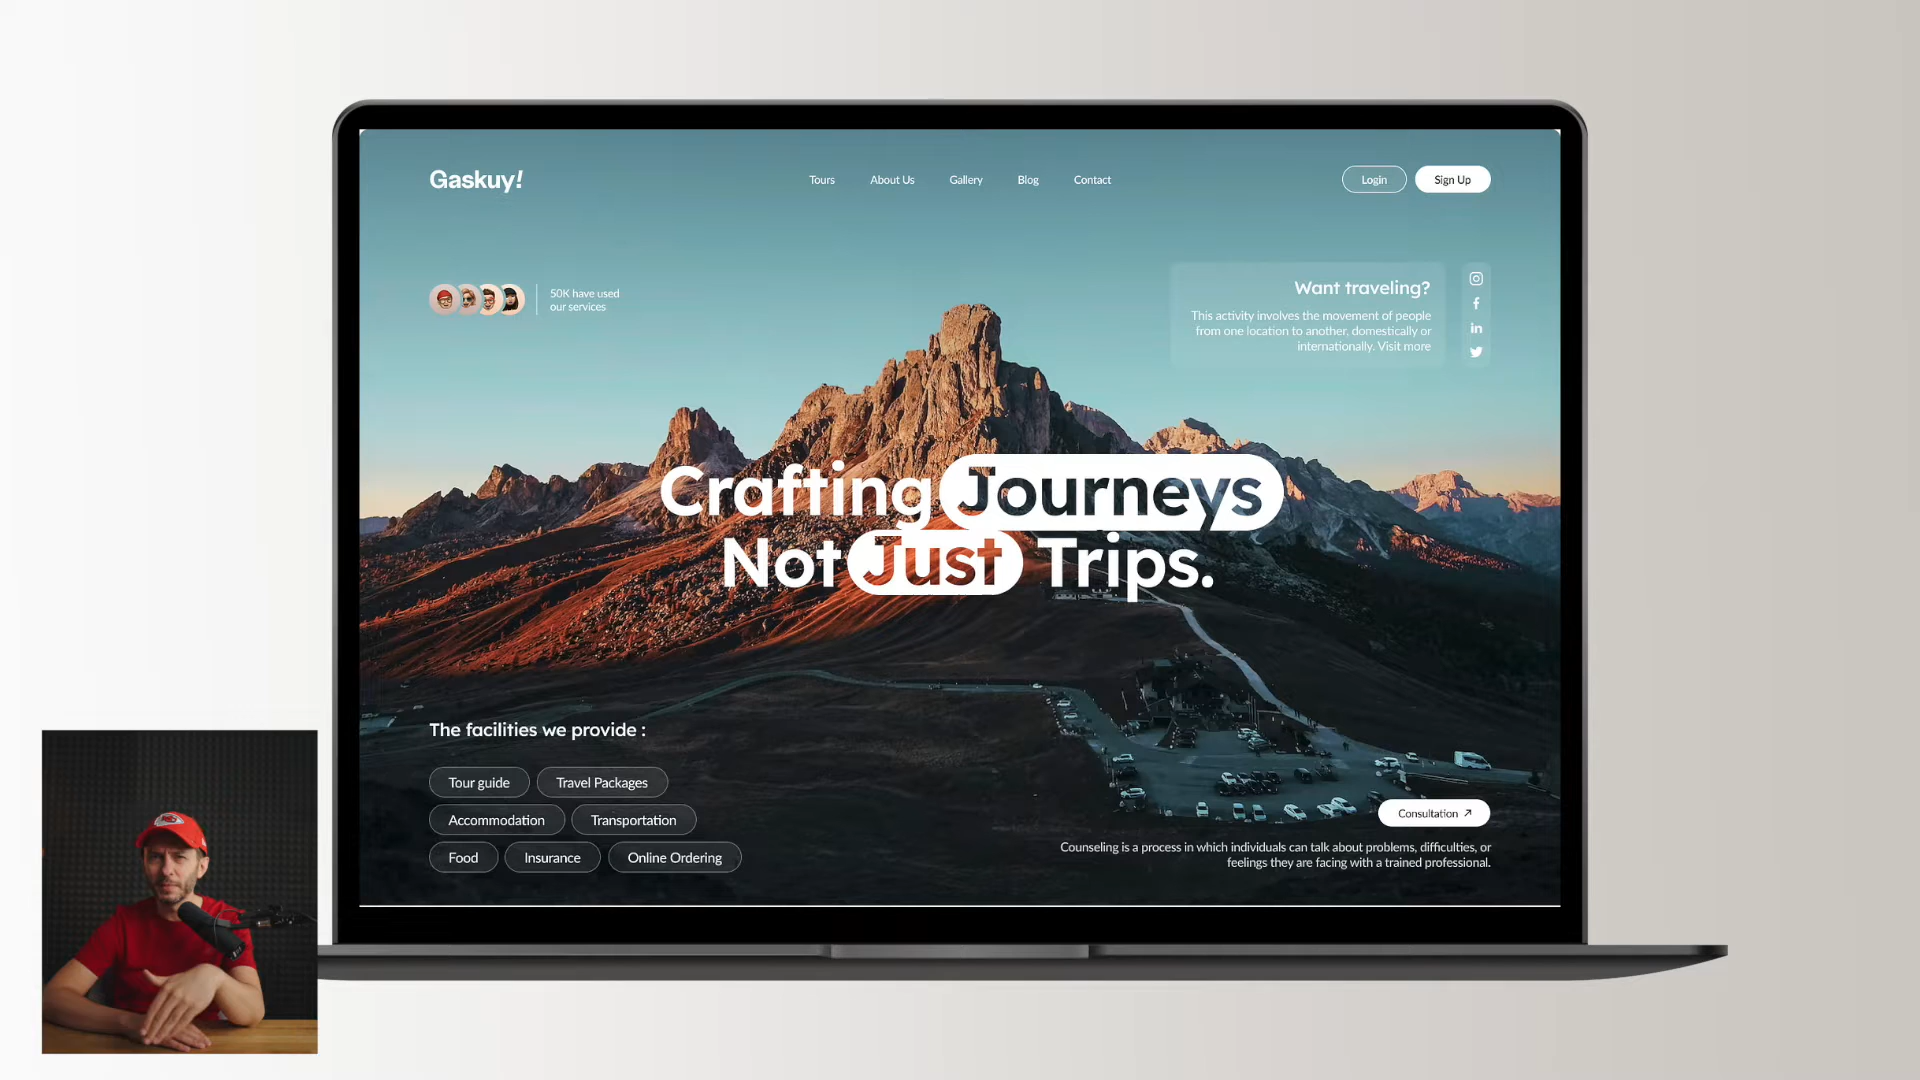 Gaskuy!
Tours
About Us
Gallery
Blog
Contact
Login
Sign Up
50K have used
our services
Want traveling?
This activity involves the movement of people
from one location to another, domestically or
internationally. Visit more
in
Crafting Journeys
Not Just Trips.
The facilities we provide :
Tour guide
Travel Packages
Accommodation
Transportation
Food
Insurance
Online Ordering
Consultation
Counseling is a process in which individuals can talk about problems, difficulties, or
feelings they are facing with a trained professional.